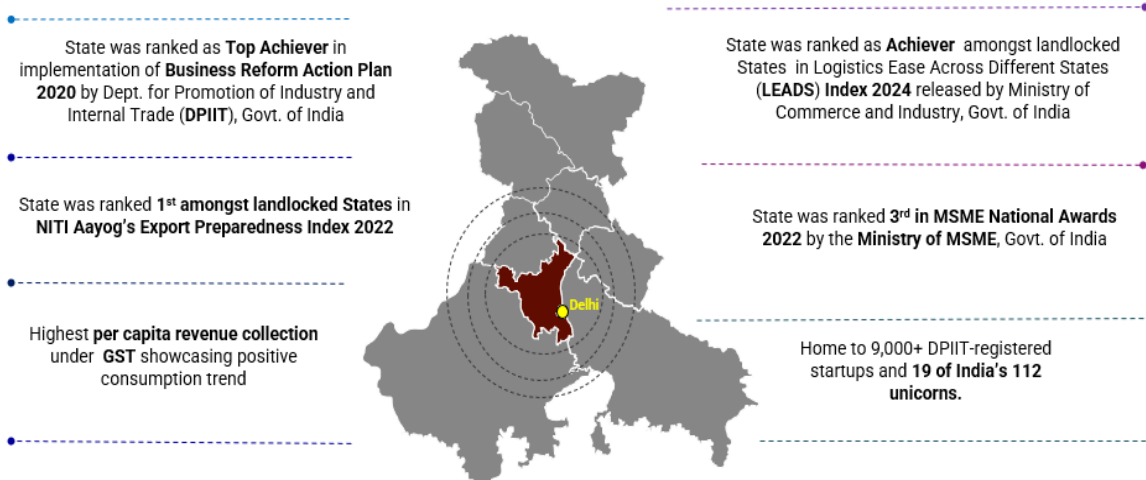 State was ranked as Top Achiever in
implementation of Business Reform Action Plan
2020 by Dept. for Promotion of Industry and
Internal Trade (DPIIT), Govt. of India
State was ranked 1st amongst landlocked States in
NITI Aayog's Export Preparedness Index 2022
Highest per capita revenue collection
under GST showcasing positive
consumption trend
Delhi
State was ranked as Achiever amongst landlocked
States in Logistics Ease Across Different States
(LEADS) Index 2024 released by Ministry of
Commerce and Industry, Govt. of India
State was ranked 3rd in MSME National Awards
2022 by the Ministry of MSME, Govt. of India
Home to 9,000+ DPIIT-registered
startups and 19 of India's 112
unicorns.